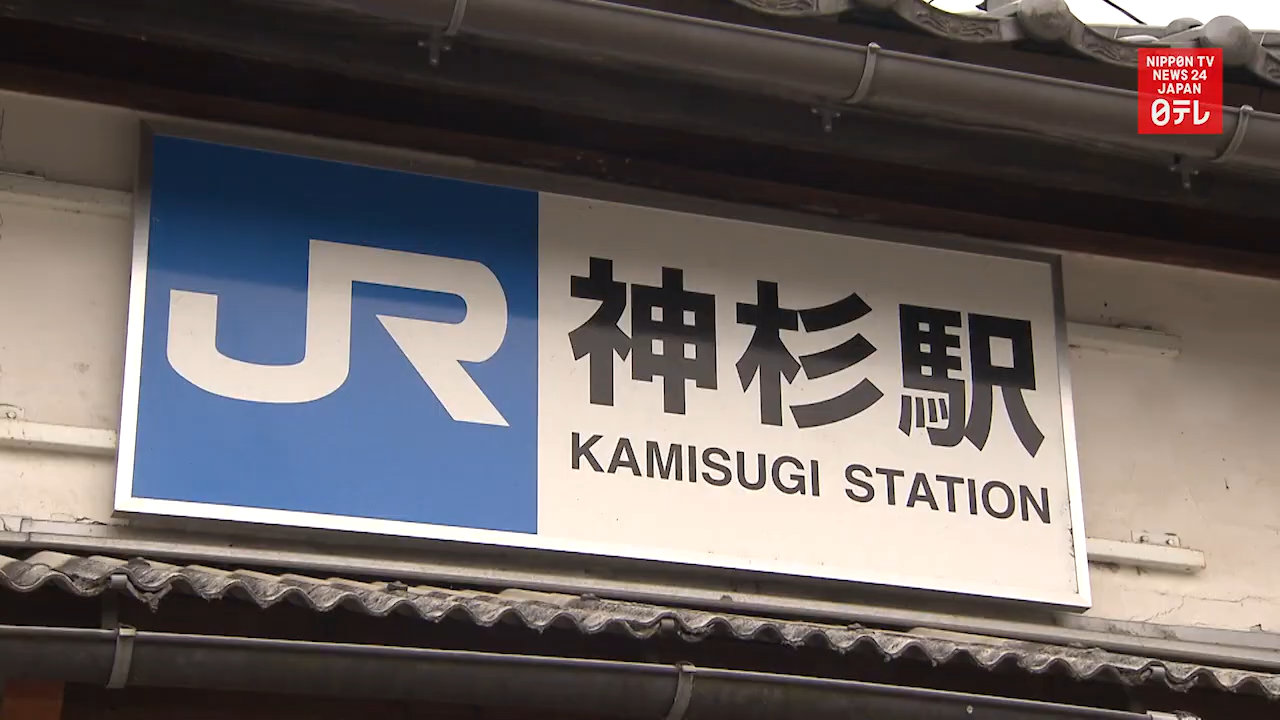 NIPPON TV
NEWS 24
JAPAN
日テレ
JR
神杉駅
KAMISUGI STATION